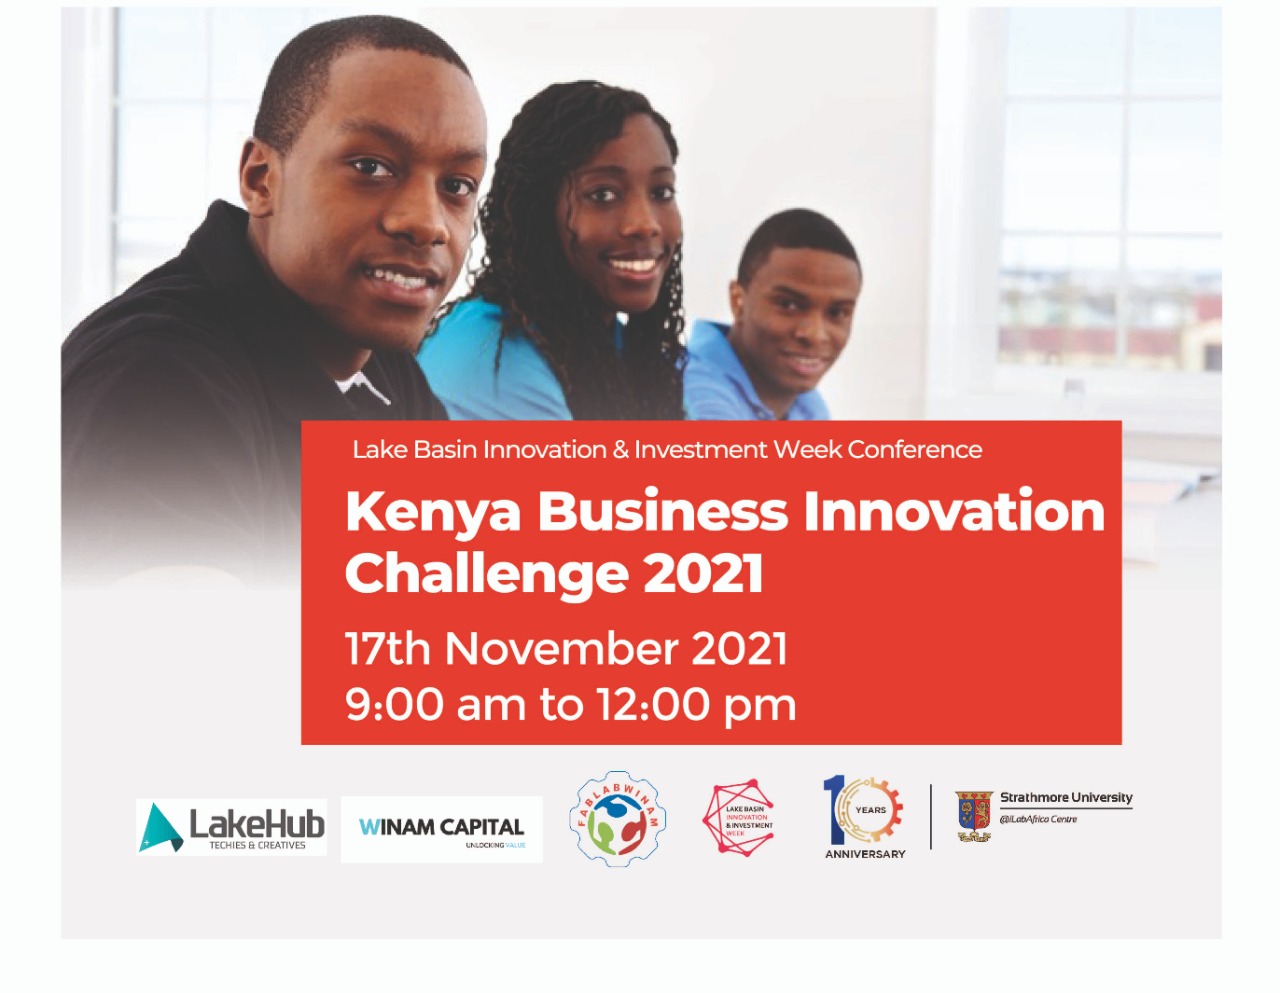 Lake Basin Innovation & Investment Week Conference
Kenya Business Innovation
Challenge 2021
17th November 2021
9:00 am to 12:00 pm
LakeHub
TECHIES & CREATIVES
WINAM CAPITAL
UNLOCKING VALUE
FABLABWINAM
LAKE BASIN
INNOVATION
& INVESTMENT
WEEK
10
YEARS
ANNIVERSARY
Strathmore University
@iLabAfrica Centre